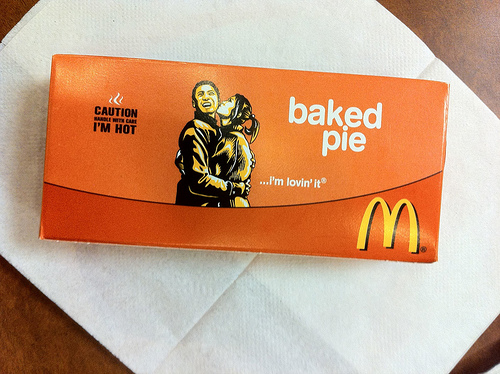 CAUTION
HANDLE WITH CARE
I'M HOT
baked
pie
...i'm lovin' it®
M®